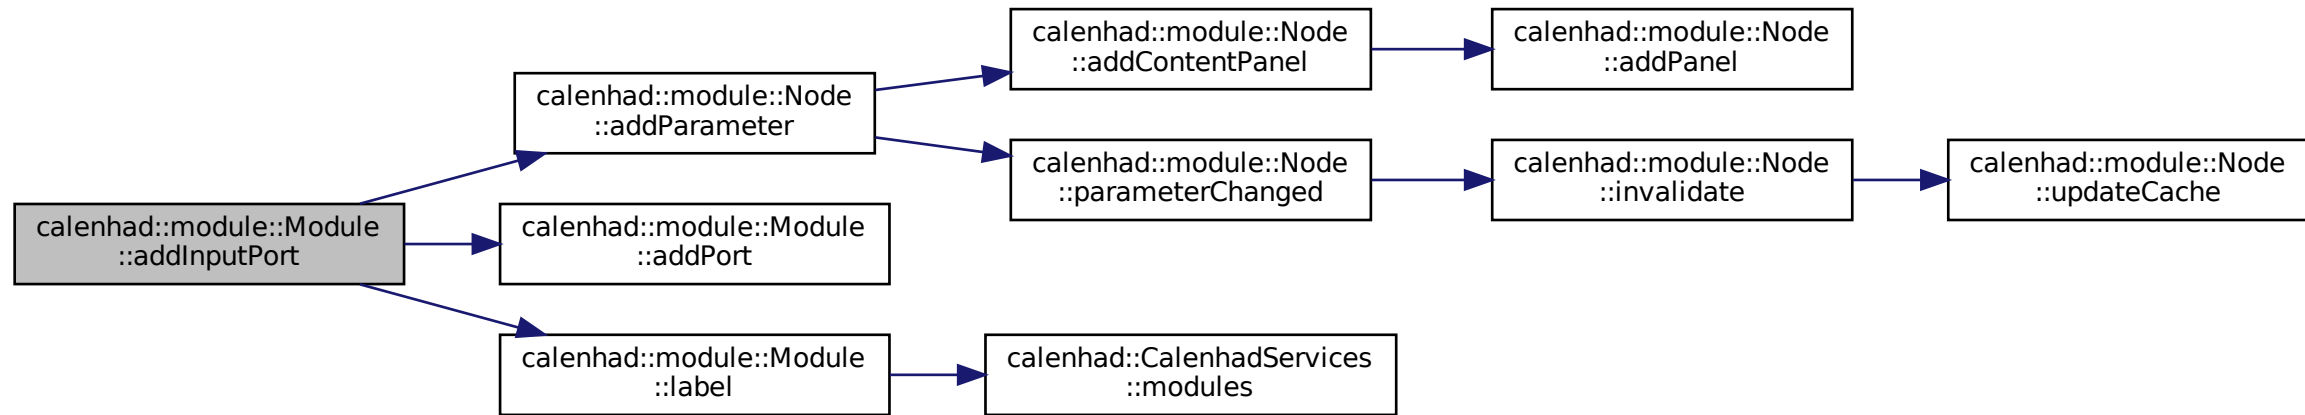 calenhad::module::Module
::addInputPort
calenhad::module::Node
::addParameter
calenhad::module::Node
::addContentPanel
calenhad::module::Node
::addPanel
calenhad::module::Node
::parameterChanged
calenhad::module::Node
::invalidate
calenhad::module::Node
::updateCache
calenhad::module::Module
::addPort
calenhad::module::Module
::label
calenhad::CalenhadServices
::modules